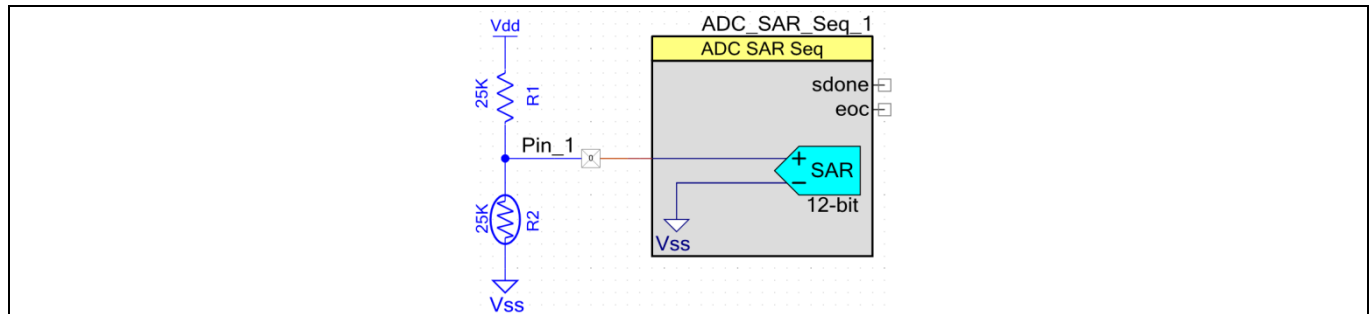 Vdd
ADC_SAR_Seq_1
ADC SAR Seq
sdone
eoc
25K
R1
Pin_1
+
SAR
−
12-bit
25K
R2
Vss
Vss